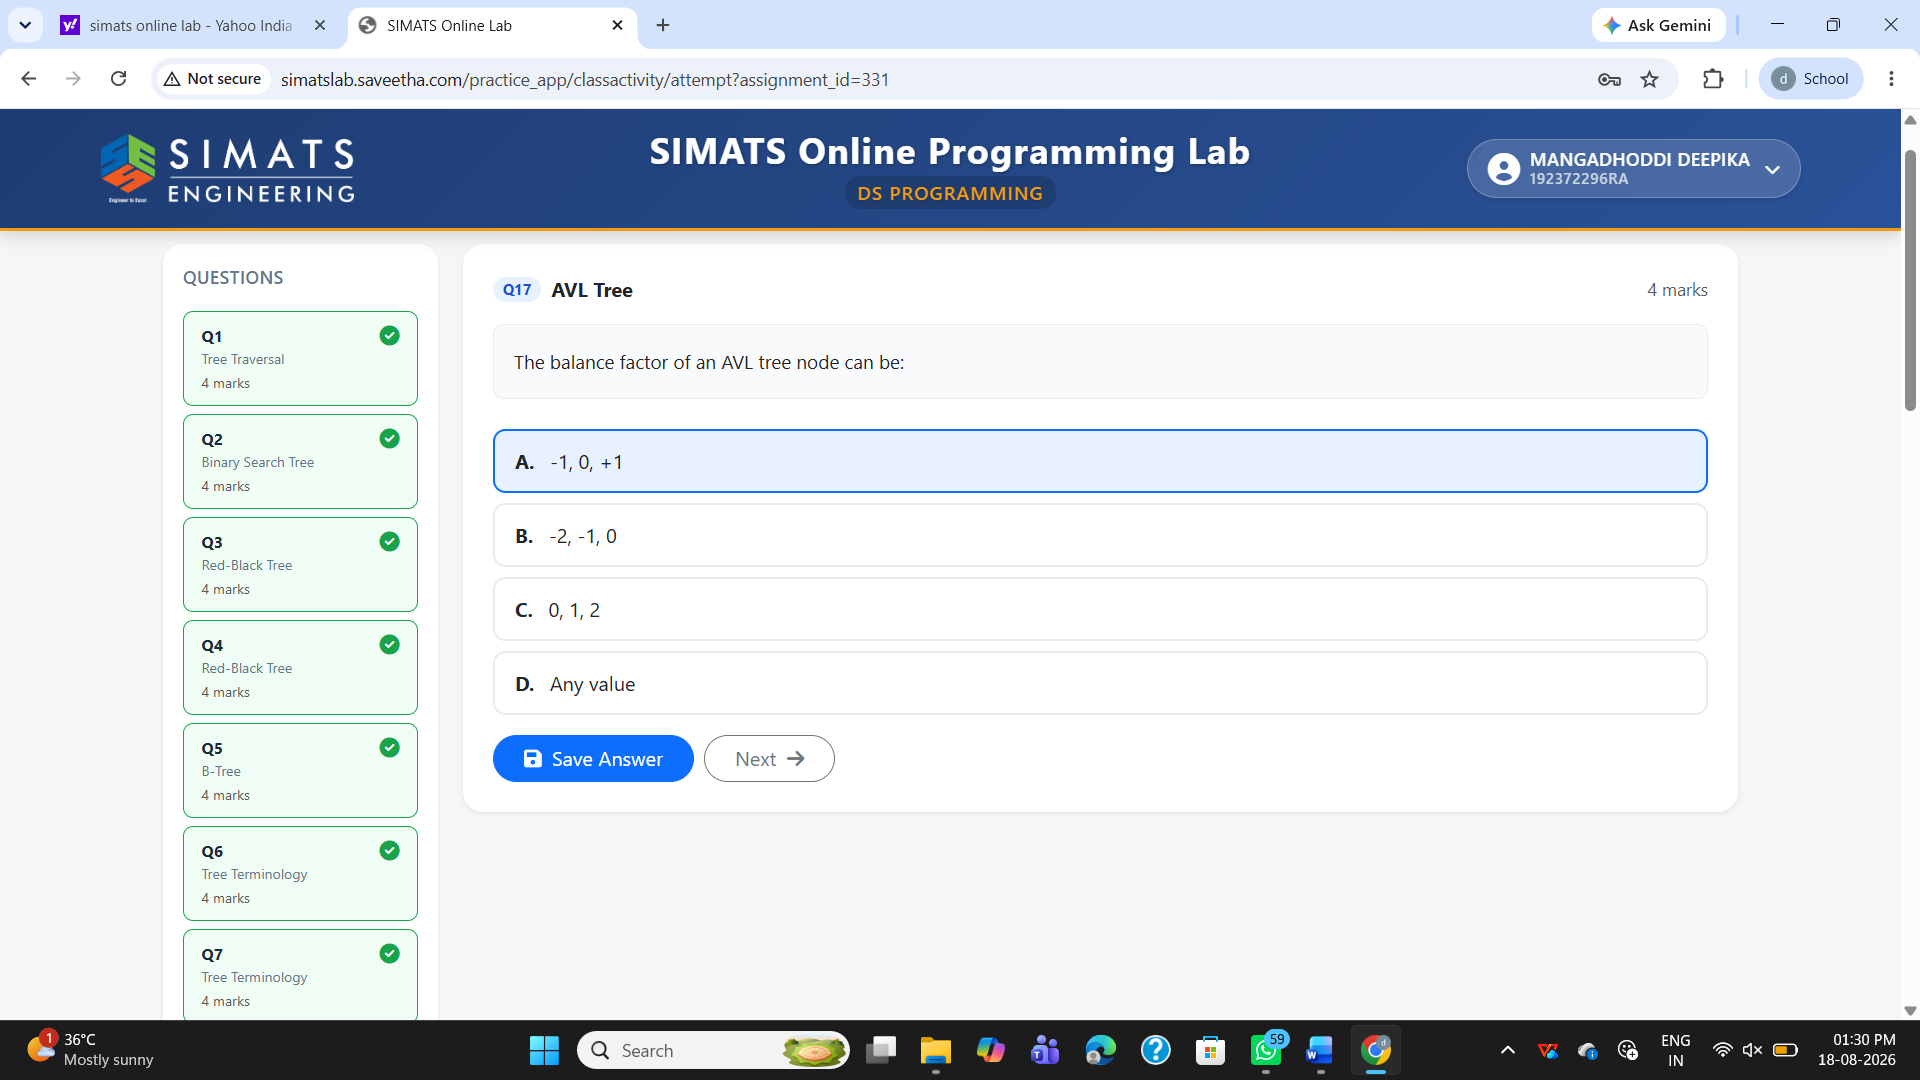 simats online lab - Yahoo India
SIMATS Online Lab
Ask Gemini
Not secure
simatslab.saveetha.com/practice_app/classactivity/attempt?assignment_id=331
d
School
SIMATS
ENGINEERING
Engineer to Excel
SIMATS Online Programming Lab
DS PROGRAMMING
MANGADHODDI DEEPIKA
192372296RA
QUESTIONS
Q1
Tree Traversal
4 marks
Q2
Binary Search Tree
4 marks
Q3
Red-Black Tree
4 marks
Q4
Red-Black Tree
4 marks
Q5
B-Tree
4 marks
Q6
Tree Terminology
4 marks
Q7
Tree Terminology
4 marks
Q17 AVL Tree
4 marks
The balance factor of an AVL tree node can be:
A. -1, 0, +1
B. -2, -1, 0
C. 0, 1, 2
D. Any value
Save Answer
Next
1
36°C
Mostly sunny
Search
59
ENG
IN
01:30 PM
18-08-2026